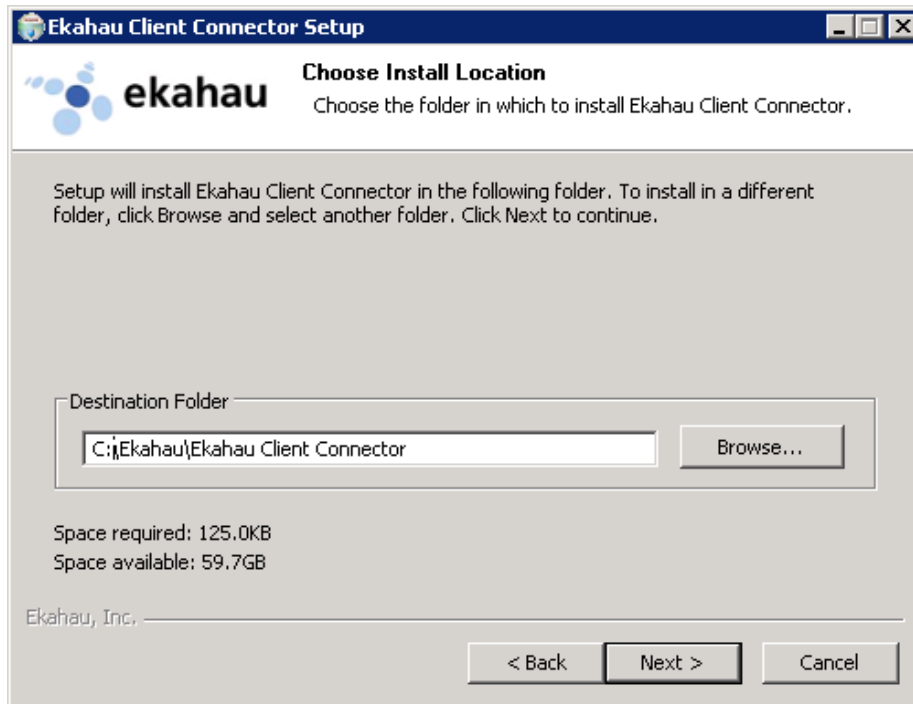 Ekahau Client Connector Setup
ekahau
Choose Install Location
Choose the folder in which to install Ekahau Client Connector.
Setup will install Ekahau Client Connector in the following folder. To install in a different
folder, click Browse and select another folder. Click Next to continue.
Destination Folder
C:\Ekahau\Ekahau Client Connector
Browse...
Space required: 125.0KB
Space available: 59.7GB
Ekahau, Inc.
< Back
Next >
Cancel